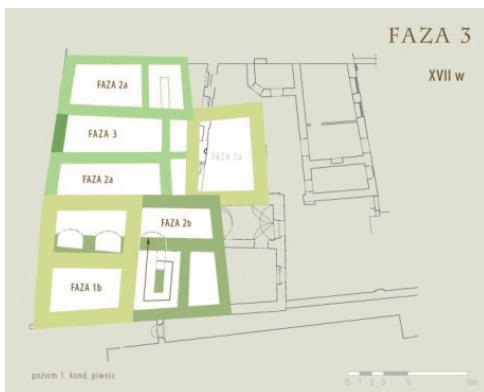 FAZA 3
XVII w
FAZA 2a
FAZA 3
FAZA 1a
FAZA 2a
FAZA 2b
FAZA 1b
poziom 1. kond. piwnic
0 1 2 3 5 10m